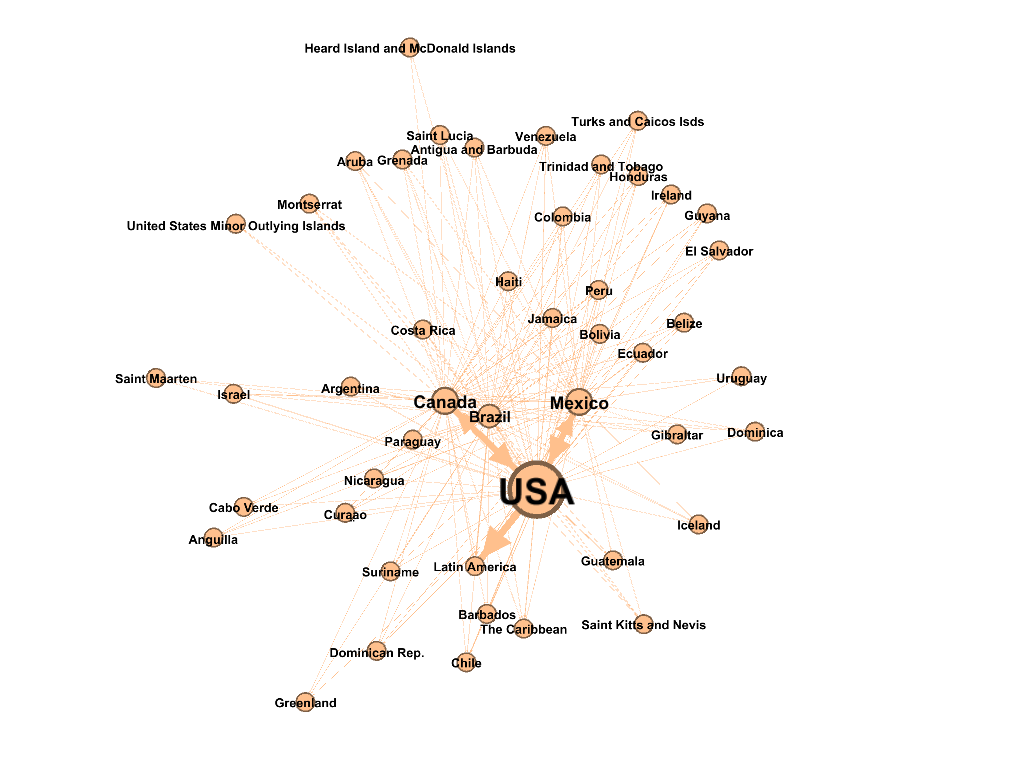 Heard Island and McDonald Islands
Turks and Caicos Isds
Saint Lucia
Venezuela
Antigua and Barbuda
Aruba
Grenada
Trinidad and Tobago
Honduras
Ireland
Montserrat
United States Minor Outlying Islands
Colombia
Guyana
El Salvador
Haiti
Peru
Jamaica
Belize
Costa Rica
Bolivia
Ecuador
Saint Maarten
Israel
Argentina
Uruguay
Canada
Mexico
Brazil
Paraguay
Gibraltar
Dominica
Nicaragua
USA
Cabo Verde
Curaao
Iceland
Anguilla
Suriname
Latin America
Guatemala
Barbados
The Caribbean
Saint Kitts and Nevis
Dominican Rep.
Chile
Greenland